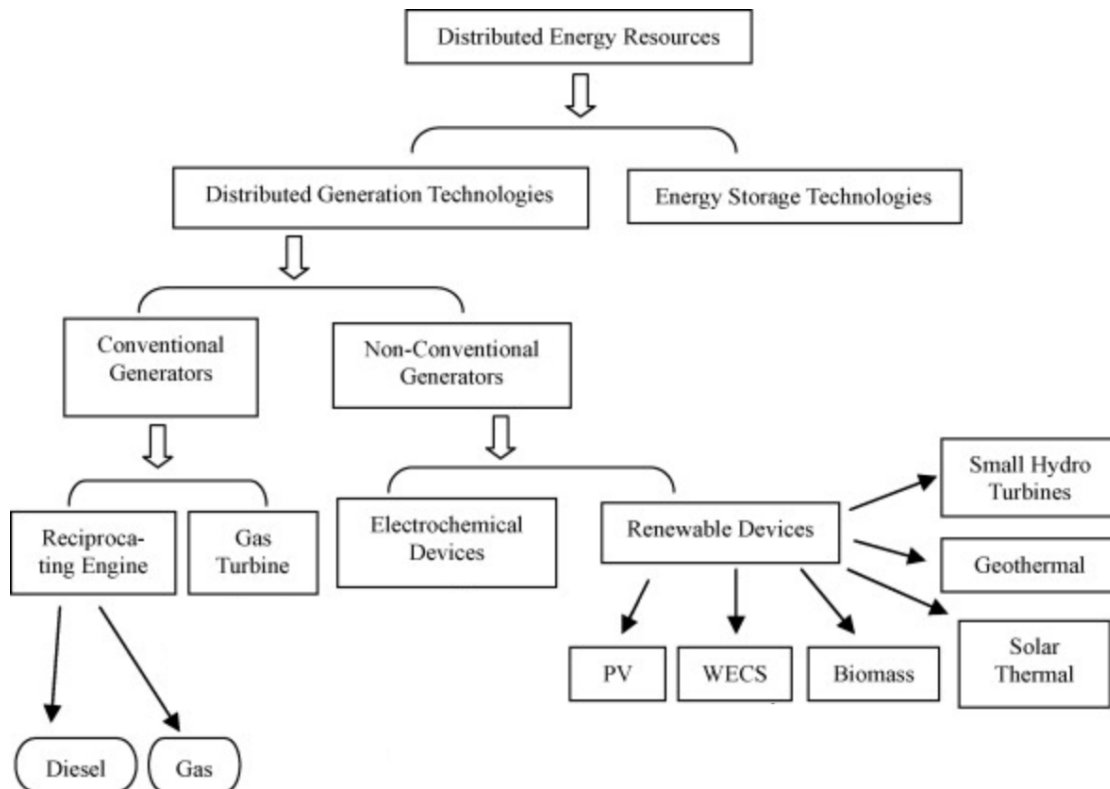 Distributed Energy Resources
Distributed Generation Technologies
Energy Storage Technologies
Conventional
Generators
Non-Conventional
Generators
Reciproca-
ting Engine
Gas
Turbine
Electrochemical
Devices
Renewable Devices
Small Hydro
Turbines
Geothermal
Solar
Thermal
PV
WECS
Biomass
Diesel
Gas